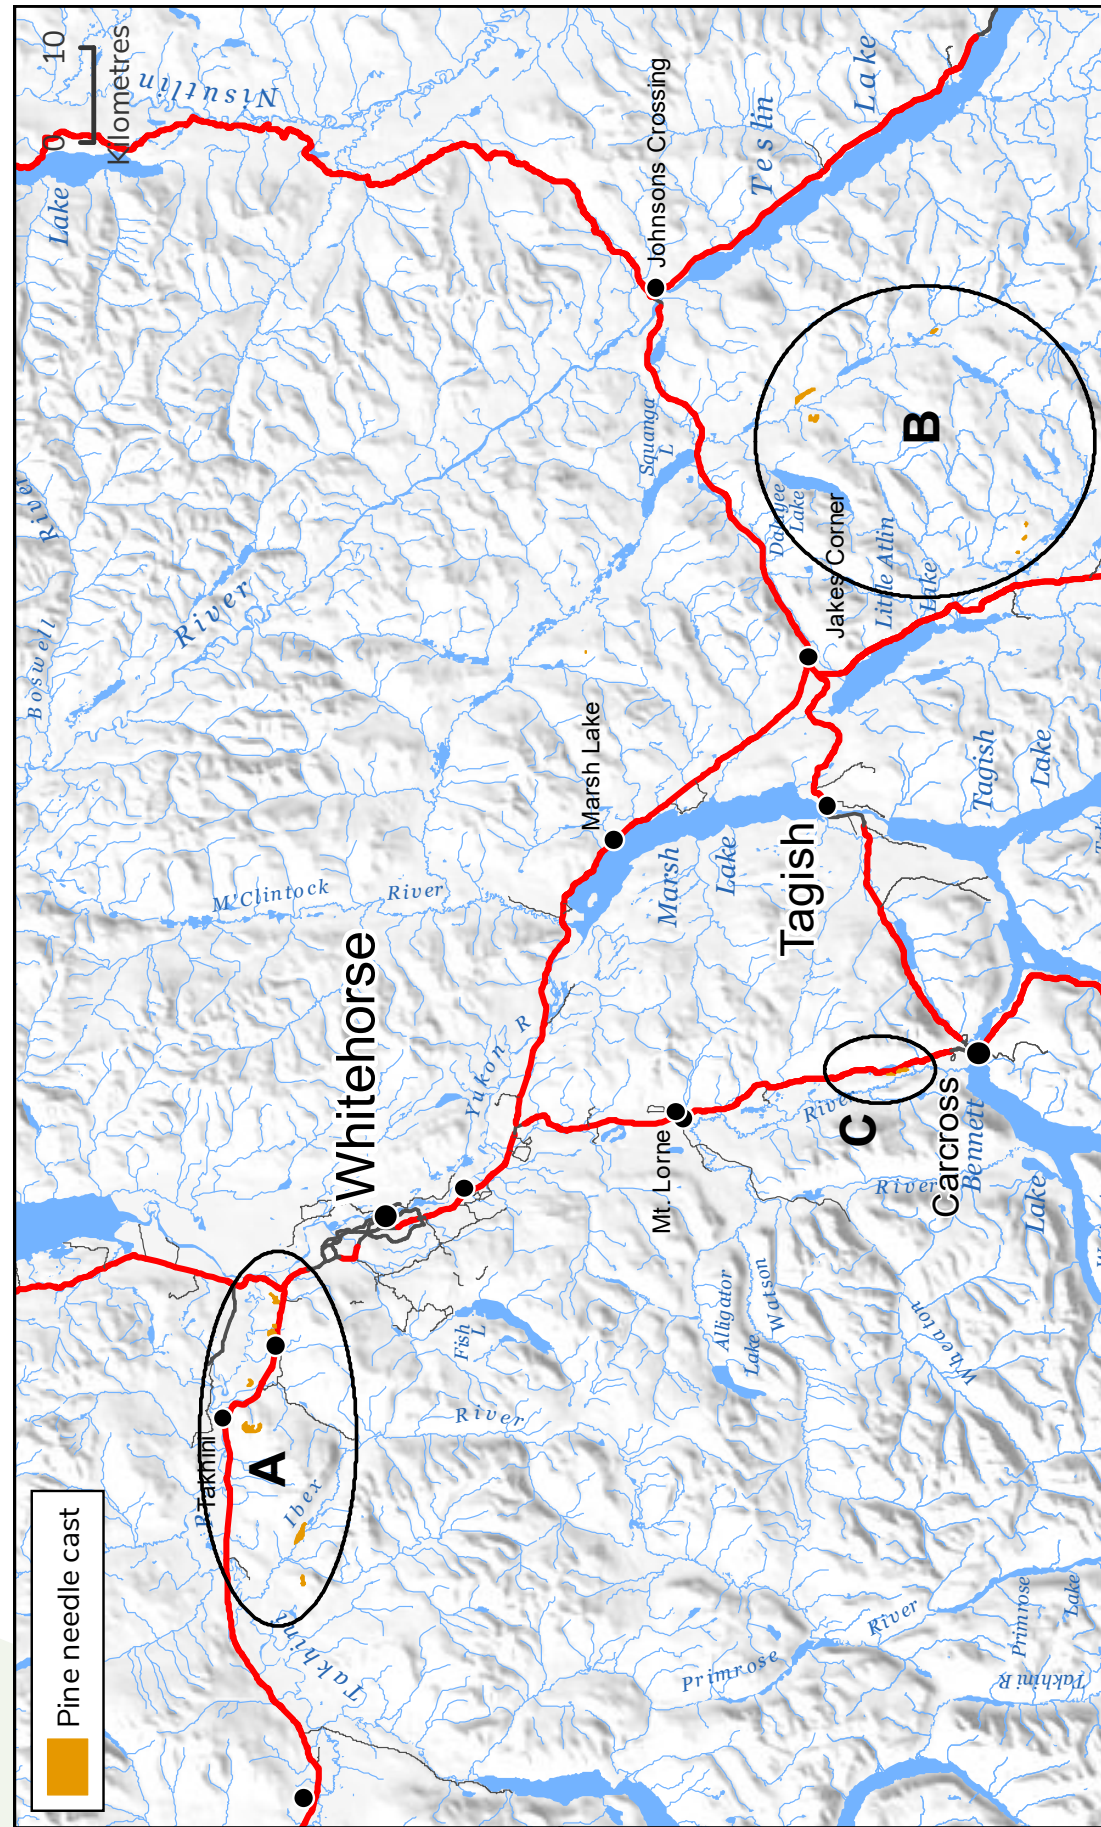 Pine needle cast
0 10
Kilometres
Boswell
River
Lake
Nisutlin
River
R
Takhini
A
Ibex
Takhini
M'Clintock
River
Whitehorse
Yukon R
Fish
L
River
Marsh Lake
Marsh
Lake
Squanga
L
Johnsons Crossing
Teslin
Lake
Mt. Lorne
Alligator
Lake
Watson
Primrose
River
Tagish
Dalayee
Lake
Jakes Corner
Little Atlin
Lake
B
River
C
River
Wheaton
Carcross
Bennett
Lake
Tagish
Lake
Primrose
Lake
Takhini R